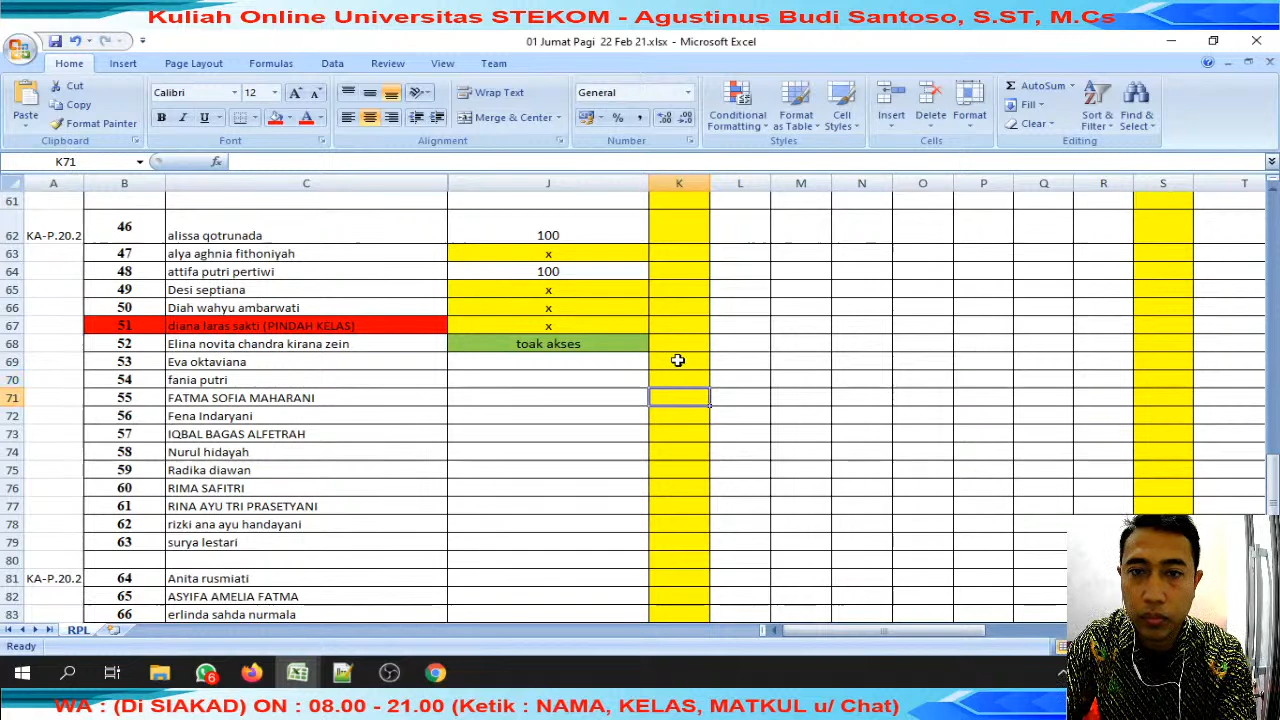 Kuliah Online Universitas STEKOM - Agustinus Budi Santoso, S.ST, M.Cs
01 Jumat Pagi  22 Feb 21.xlsx - Microsoft Excel
Home Insert Page Layout Formulas Data Review View Team
Paste Cut Copy Format Painter
Calibri 12 A A
B I U A
Wrap Text
Merge & Center
General
% ,
Conditional Formatting Format as Table Cell Styles
Insert Delete Format
Σ AutoSum Fill Clear
Sort & Filter Find & Select
Clipboard Font Alignment Number Styles Cells Editing
K71 fx
A B C J K L M N O P Q R S T
61
62 KA-P.20.2 46 alissa qotrunada 100
63 47 alya aghnia fithoniyah x
64 48 attifa putri pertiwi 100
65 49 Desi septiana x
66 50 Diah wahyu ambarwati x
67 51 diana laras sakti (PINDAH KELAS) x
68 52 Elina novita chandra kirana zein toak akses
69 53 Eva oktaviana
70 54 fania putri
71 55 FATMA SOFIA MAHARANI
72 56 Fena Indaryani
73 57 IQBAL BAGAS ALFETRAH
74 58 Nurul hidayah
75 59 Radika diawan
76 60 RIMA SAFITRI
77 61 RINA AYU TRI PRASETYANI
78 62 rizki ana ayu handayani
79 63 surya lestari
80
81 KA-P.20.2 64 Anita rusmiati
82 65 ASYIFA AMELIA FATMA
83 66 erlinda sahda nurmala
RPL
Ready
6
WA : (Di SIAKAD) ON : 08.00 - 21.00 (Ketik : NAMA, KELAS, MATKUL u/ Chat)